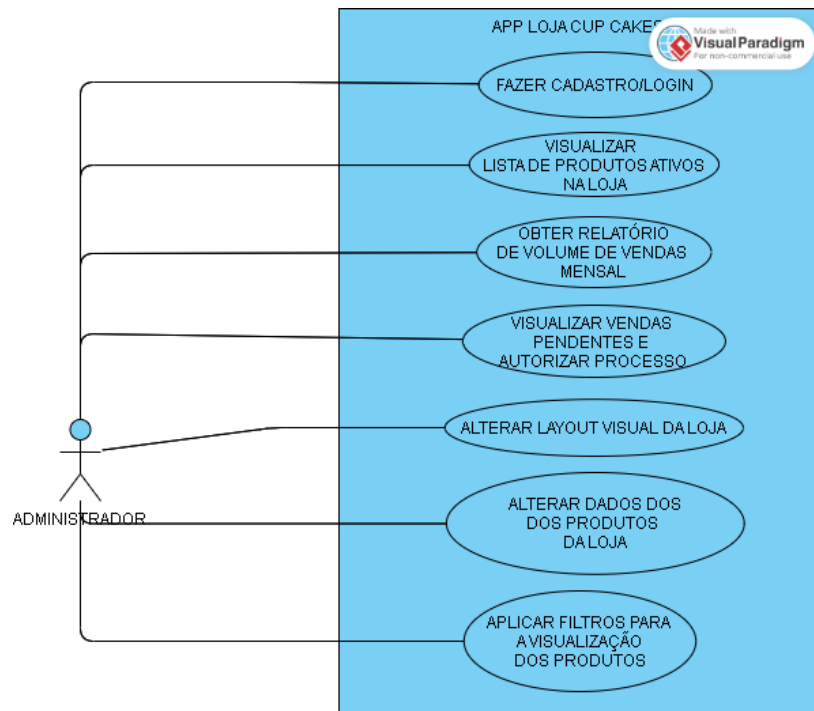 APP LOJA CUP CAKES
Made with
Visual Paradigm
For non-commercial use
FAZER CADASTRO/LOGIN
VISUALIZAR
LISTA DE PRODUTOS ATIVOS
NA LOJA
OBTER RELATÓRIO
DE VOLUME DE VENDAS
MENSAL
VISUALIZAR VENDAS
PENDENTES E
AUTORIZAR PROCESSO
ALTERAR LAYOUT VISUAL DA LOJA
ADMINISTRADOR
ALTERAR DADOS DOS
DOS PRODUTOS
DA LOJA
APLICAR FILTROS PARA
A VISUALIZAÇÃO
DOS PRODUTOS